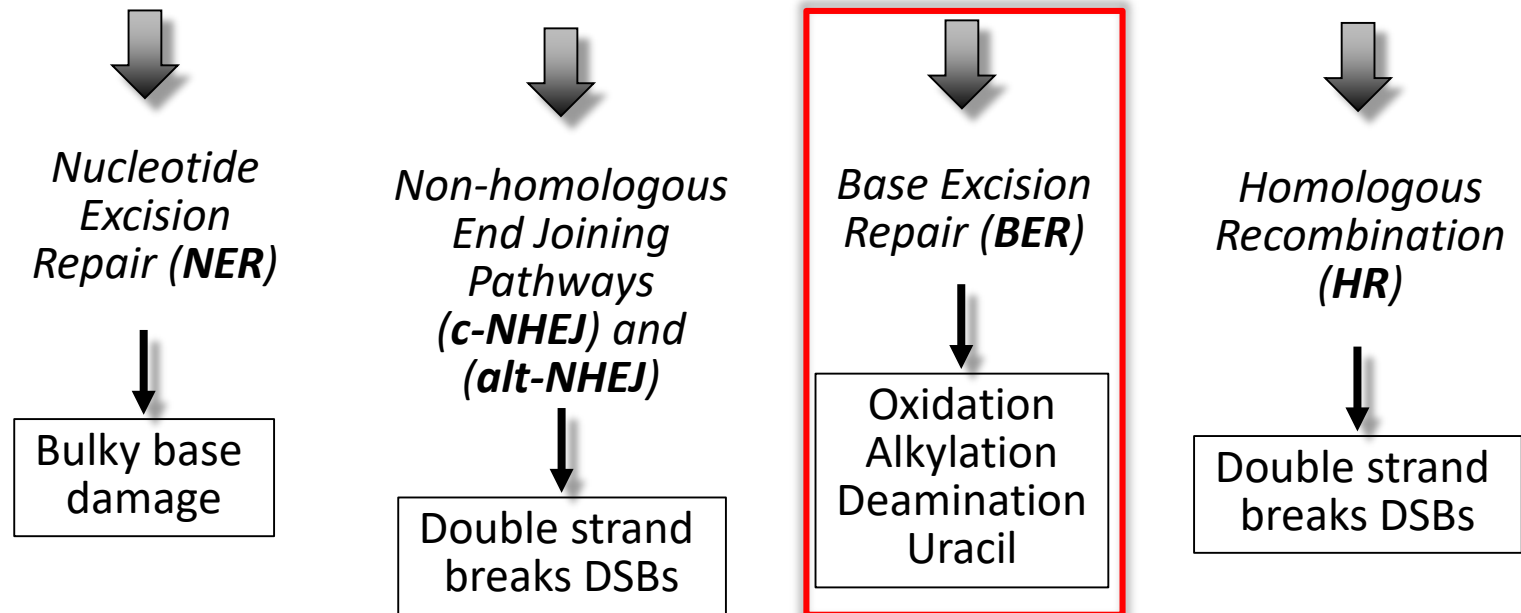 Nucleotide
Excision
Repair (NER)
Bulky base
damage
Non-homologous
End Joining
Pathways
(c-NHEJ) and
(alt-NHEJ)
Double strand
breaks DSBs
Base Excision
Repair (BER)
Oxidation
Alkylation
Deamination
Uracil
Homologous
Recombination
(HR)
Double strand
breaks DSBs